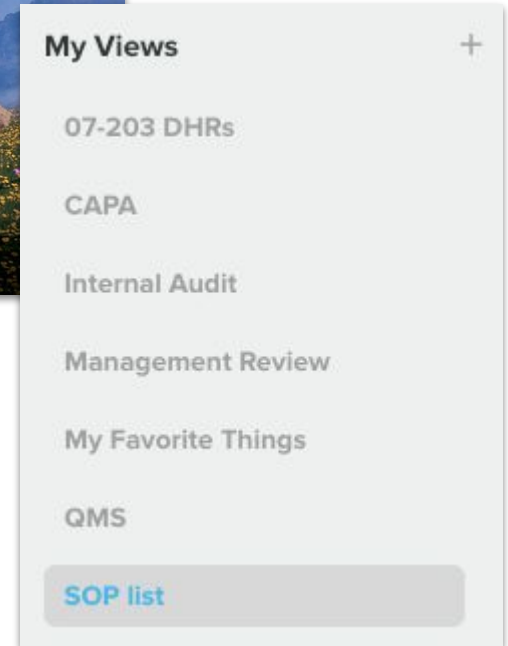 My Views +
07-203 DHRs
CAPA
Internal Audit
Management Review
My Favorite Things
QMS
SOP list